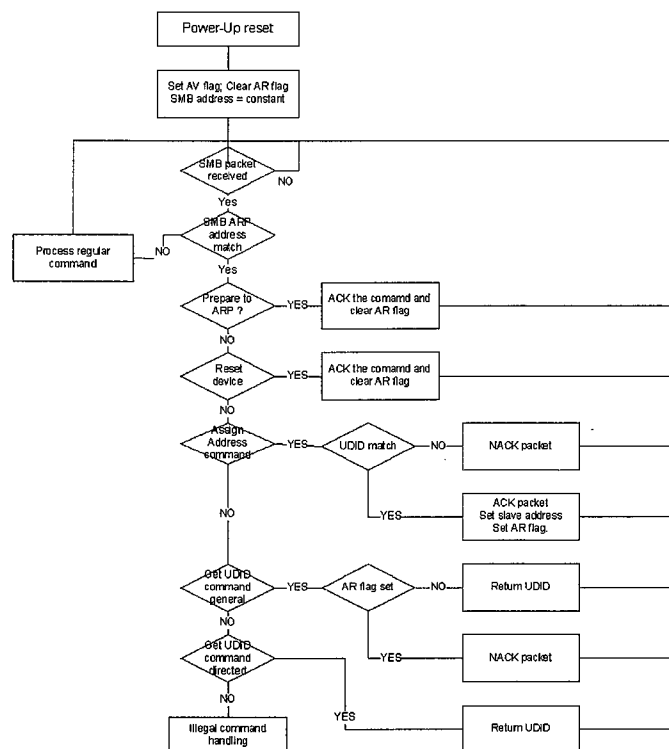 Power-Up reset
Set AV flag; Clear AR flag
SMB address = constant
SMB packet
received
NO
Yes
SMB ARP
address
match
NO
Process regular
command
Yes
Prepare to
ARP ?
YES
ACK the comamd and
clear AR flag
NO
Reset
device
YES
ACK the comamd and
clear AR flag
NO
Assign
Address
command
YES
UDID match
NO
NACK packet
YES
ACK packet
Set slave address
Set AR flag.
NO
Get UDID
command
general
YES
AR flag set
NO
Return UDID
NO
YES
NACK packet
Get UDID
command
directed
NO
YES
Return UDID
Illegal command
handling